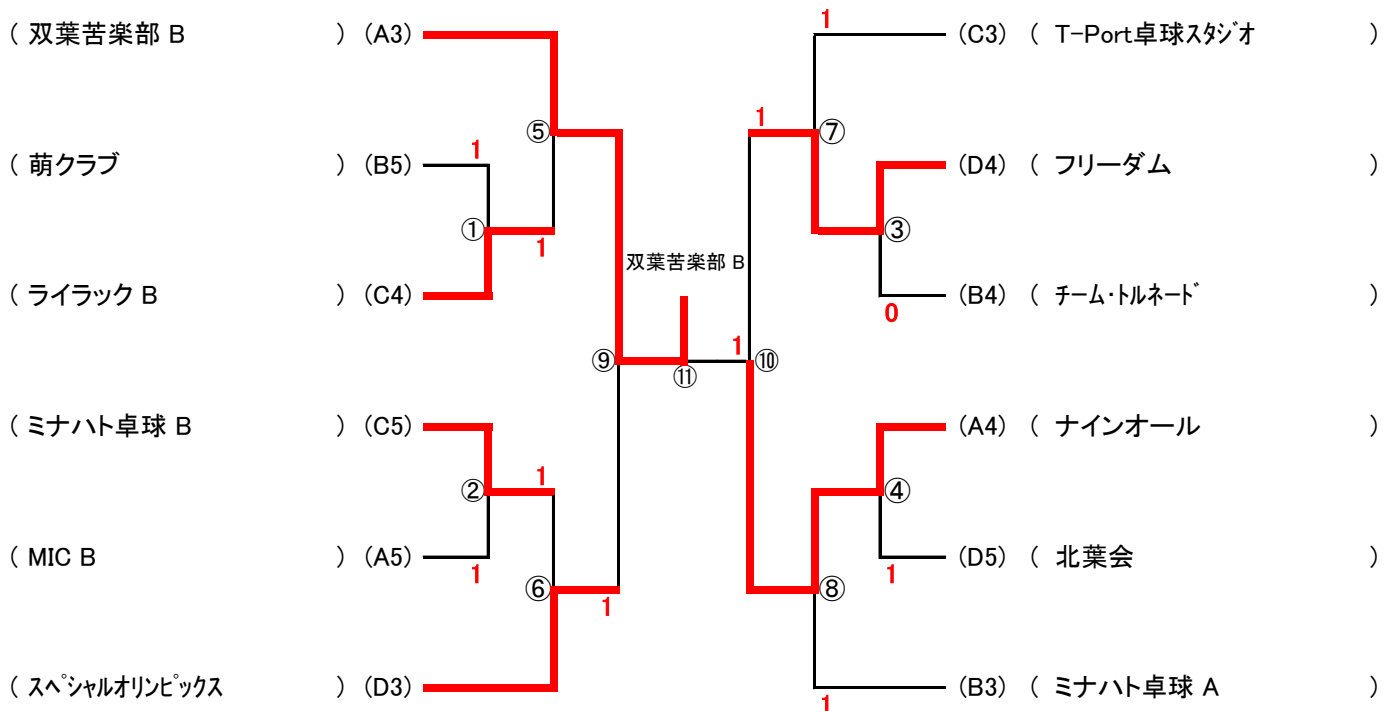 ( 双葉苦楽部 B ) (A3)
1
(C3) ( T-Port卓球スタジオ )
⑤
1
⑦
( 萌クラブ ) (B5)
1
(D4) ( フリーダム )
①
1
③
双葉苦楽部 B
( ライラック B ) (C4)
(B4) ( チーム・トルネード )
0
⑨
⑪
1
⑩
( ミナハト卓球 B ) (C5)
(A4) ( ナインオール )
②
1
④
( MIC B ) (A5)
1
(D5) ( 北葉会 )
1
⑥
1
⑧
( スペシャルオリンピックス ) (D3)
(B3) ( ミナハト卓球 A )
1